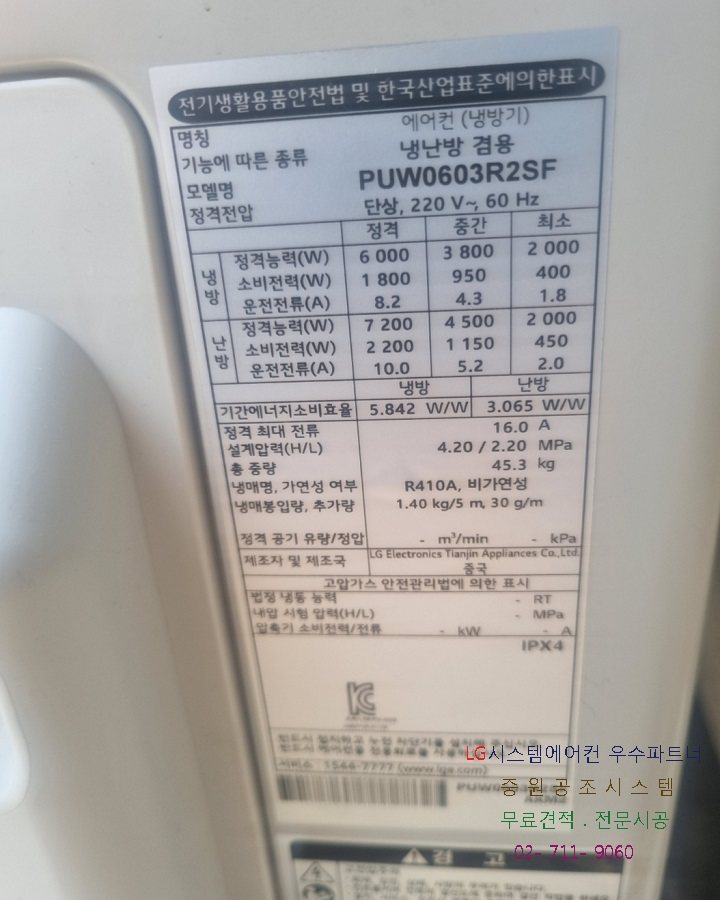 전기생활용품안전법 및 한국산업표준에의한표시
명칭 에어컨 (냉방기)
기능에 따른 종류 냉난방 겸용
모델명 PUW0603R2SF
정격전압 단상, 220 V~, 60 Hz
정격 중간 최소
냉방
정격능력(W) 6 000 3 800 2 000
소비전력(W) 1 800 950 400
운전전류(A) 8.2 4.3 1.8
난방
정격능력(W) 7 200 4 500 2 000
소비전력(W) 2 200 1 150 450
운전전류(A) 10.0 5.2 2.0
냉방 난방
기간에너지소비효율 5.842 W/W 3.065 W/W
정격 최대 전류 16.0 A
설계압력(H/L) 4.20 / 2.20 MPa
총 중량 45.3 kg
냉매명, 가연성 여부 R410A, 비가연성
냉매봉입량, 추가량 1.40 kg/5 m, 30 g/m
정격 공기 유량/정압 - m³/min - kPa
제조자 및 제조국 LG Electronics Tianjin Appliances Co., Ltd.
중국
고압가스 안전관리법에 의한 표시
법정 냉동 능력 - RT
내압 시험 압력(H/L) - MPa
압축기 소비전력/전류 - kW - A
IPX4
서비스 1544-7777 (www.lge.com)
경 고
LG시스템에어컨 우수파트너
중 원 공 조 시 스 템
무료견적 . 전문시공
02- 711- 9060